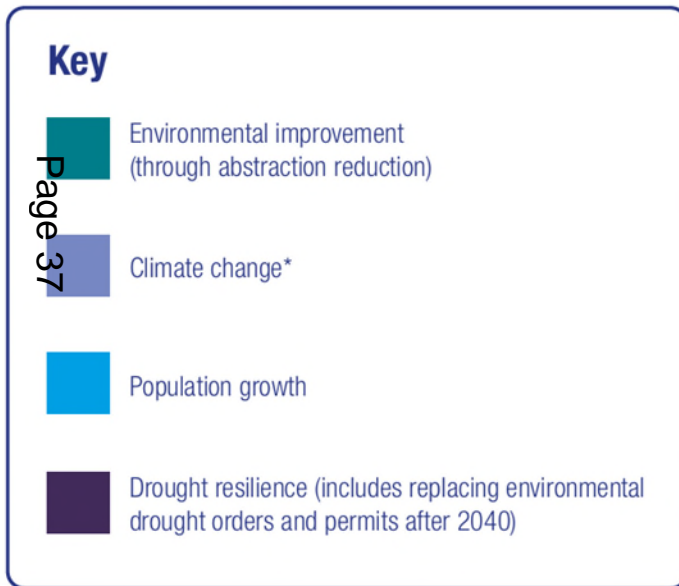 Key
Environmental improvement
(through abstraction reduction)
Page 37
Climate change*
Population growth
Drought resilience (includes replacing environmental
drought orders and permits after 2040)